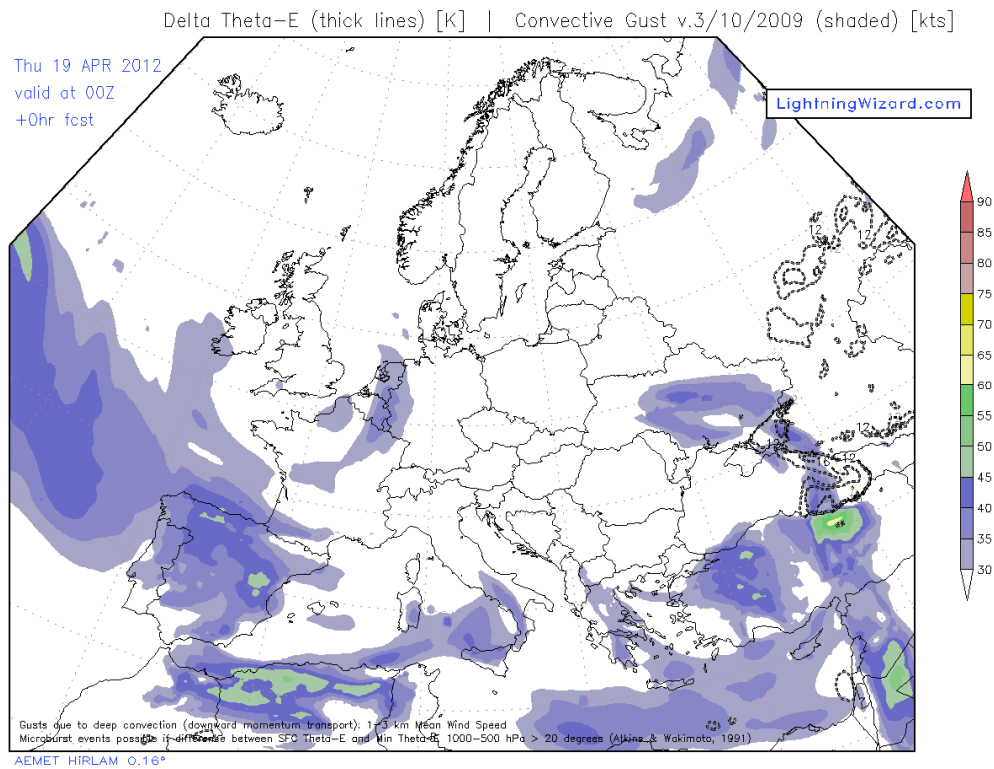 Delta Theta-E (thick lines) [K] | Convective Gust v.3/10/2009 (shaded) [kts]
Thu 19 APR 2012
valid at 00Z
+0hr fcst
LightningWizard.com
90
85
80
75
70
65
60
55
50
45
40
35
30
12
12
12
12
12
Gusts due to deep convection (downward momentum transport): 1-3 km Mean Wind Speed
Microburst events possible if difference between SFC Theta-E and Min Theta-E 1000-500 hPa > 20 degrees (Atkins & Wakimoto, 1991)
AEMET HiRLAM 0.16°